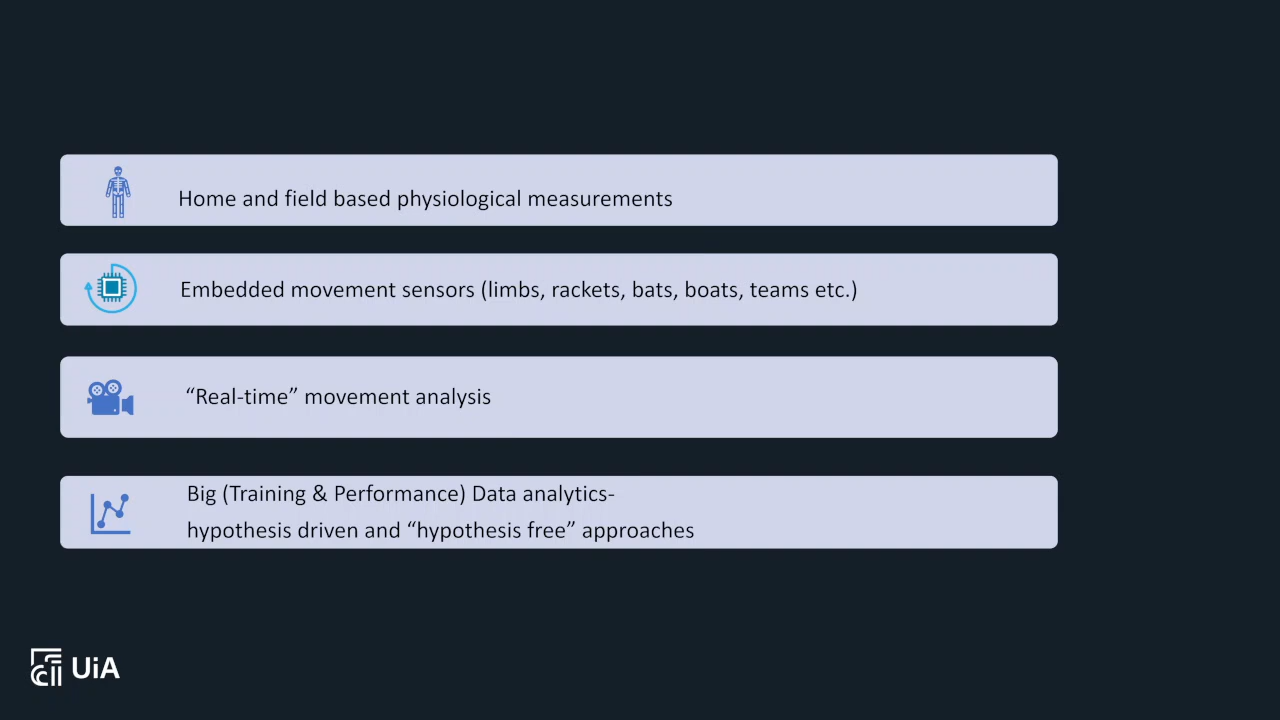 Home and field based physiological measurements
Embedded movement sensors (limbs, rackets, bats, boats, teams etc.)
“Real-time” movement analysis
Big (Training & Performance) Data analytics-
hypothesis driven and “hypothesis free” approaches
UiA